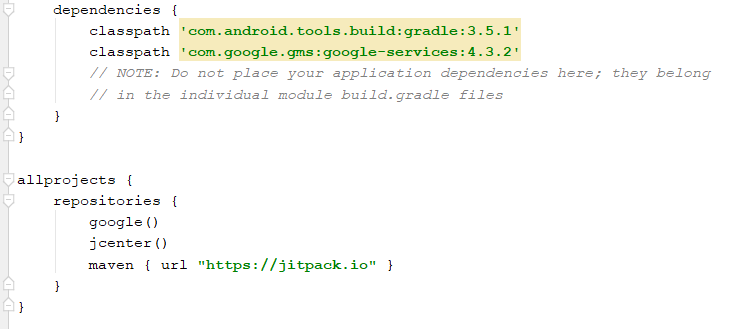 dependencies {
classpath 'com.android.tools.build:gradle:3.5.1'
classpath 'com.google.gms:google-services:4.3.2'
// NOTE: Do not place your application dependencies here; they belong
// in the individual module build.gradle files
}
}
allprojects {
repositories {
google()
jcenter()
maven { url "https://jitpack.io" }
}
}